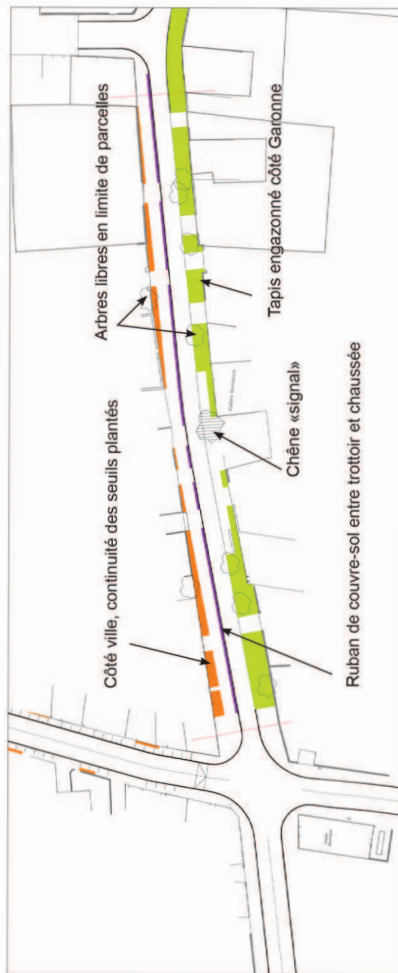 Côté ville, continuité des seuils plantés
Arbres libres en limite de parcelles
Ruban de couvre-sol entre trottoir et chaussée
Chêne «signal»
Tapis engazonné côté Garonne